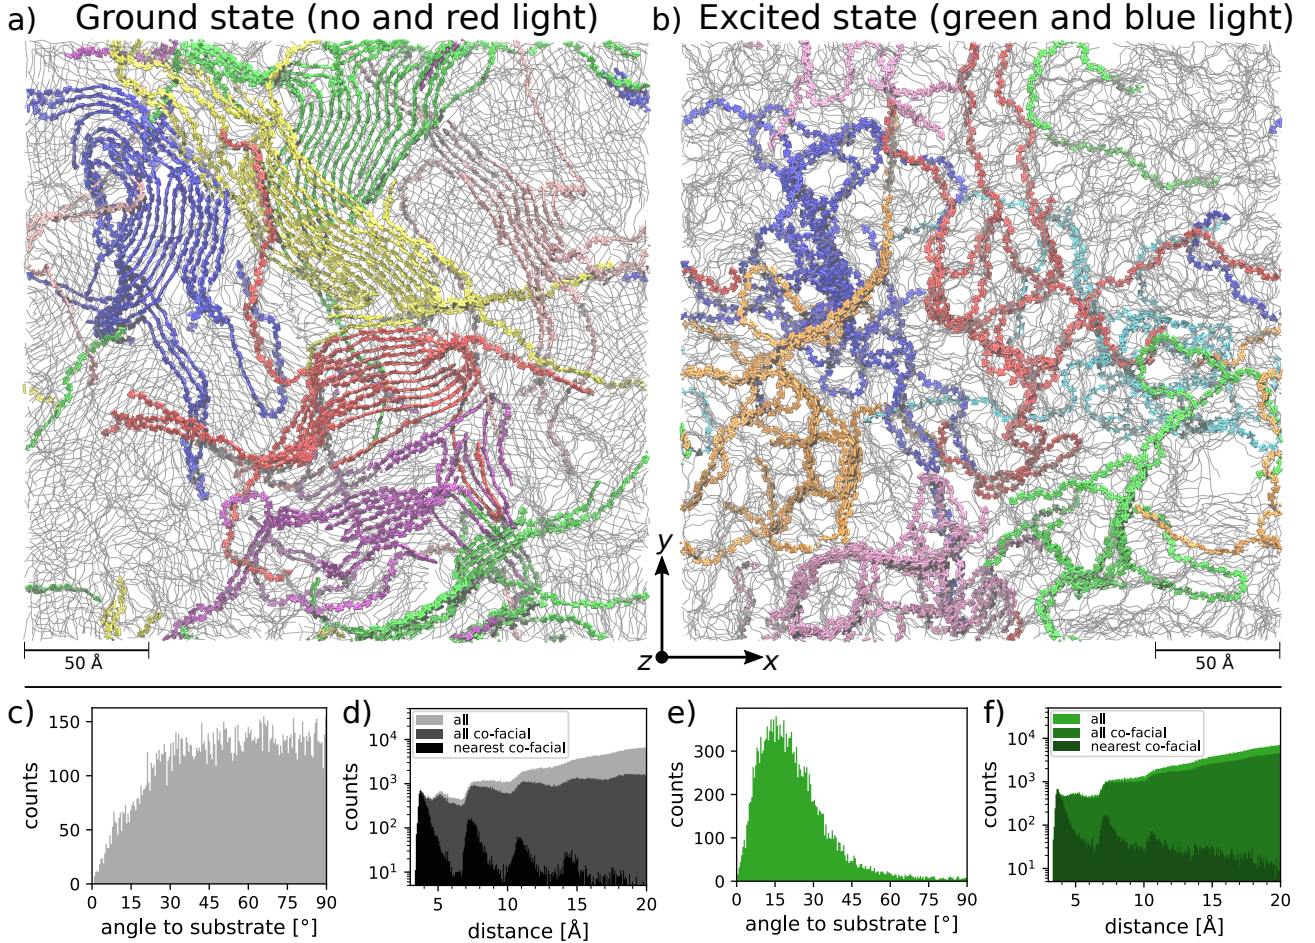 a) Ground state (no and red light)
b) Excited state (green and blue light)
50 Å
y
z
x
50 Å
c)
counts
150
100
50
0
0 15 30 45 60 75 90
angle to substrate [°]
d)
all
all co-facial
nearest co-facial
counts
10⁴
10³
10²
10¹
5 10 15 20
distance [Å]
e)
counts
300
200
100
0
0 15 30 45 60 75 90
angle to substrate [°]
f)
all
all co-facial
nearest co-facial
counts
10⁴
10³
10²
10¹
5 10 15 20
distance [Å]